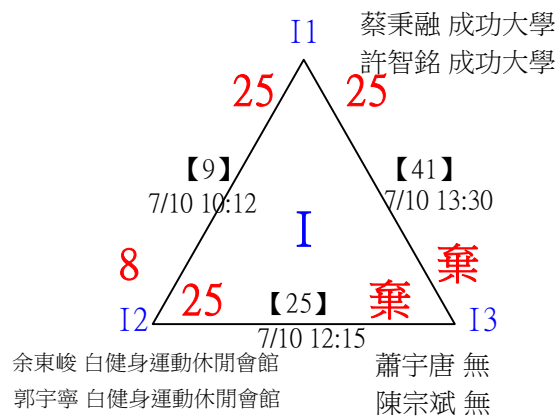 I1
蔡秉融 成功大學
許智銘 成功大學
25
25
【9】
7/10 10:12
【41】
7/10 13:30
I
8
棄
25
【25】
棄
I2
7/10 12:15
I3
余東峻 白健身運動休閒會館
蕭宇唐 無
郭宇寧 白健身運動休閒會館
陳宗斌 無